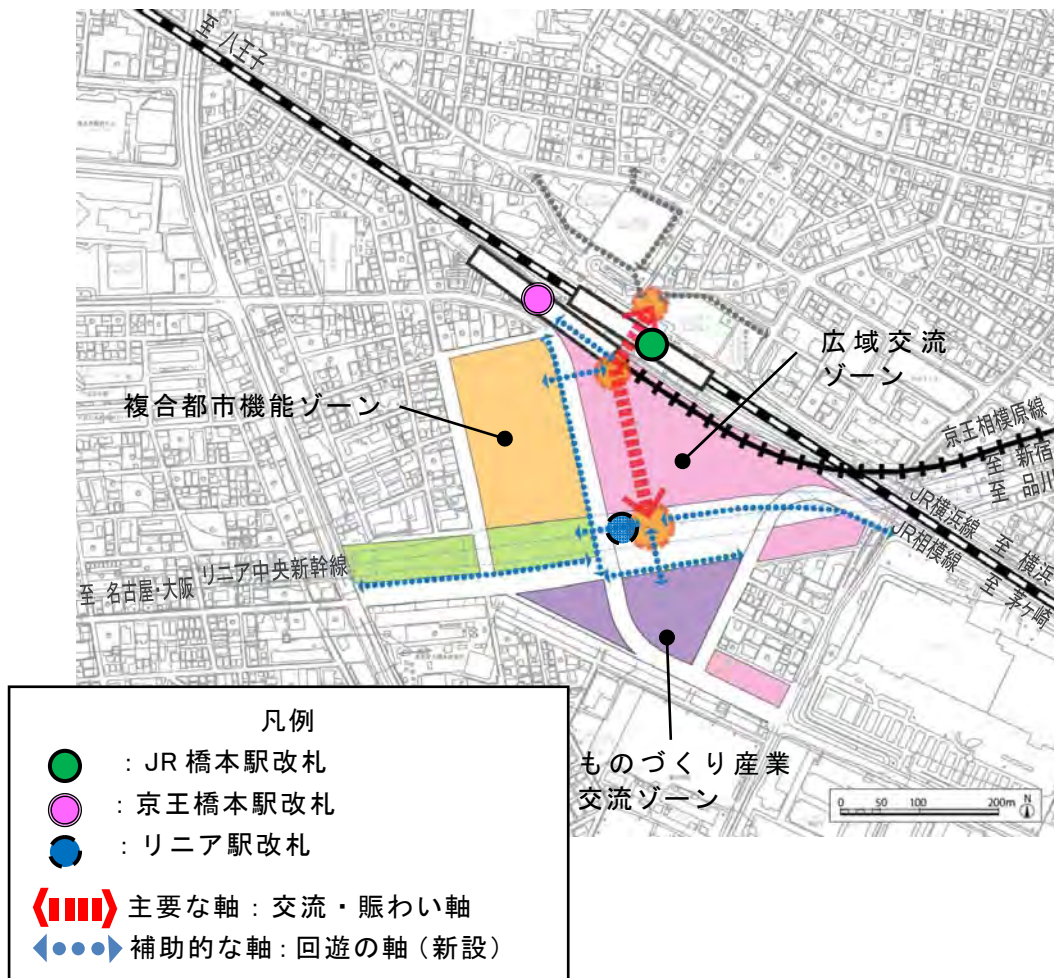 至 八王子
広域交流
ゾーン
複合都市機能ゾーン
京王相模原線
至 新宿
至 品川
JR横浜線
至 横浜
JR相模線
至 茅ケ崎
リニア中央新幹線
至 名古屋・大阪
ものづくり産業
交流ゾーン
0 50 100 200m
N
凡例
：JR 橋本駅改札
：京王橋本駅改札
：リニア駅改札
主要な軸：交流・賑わい軸
補助的な軸：回遊の軸（新設）